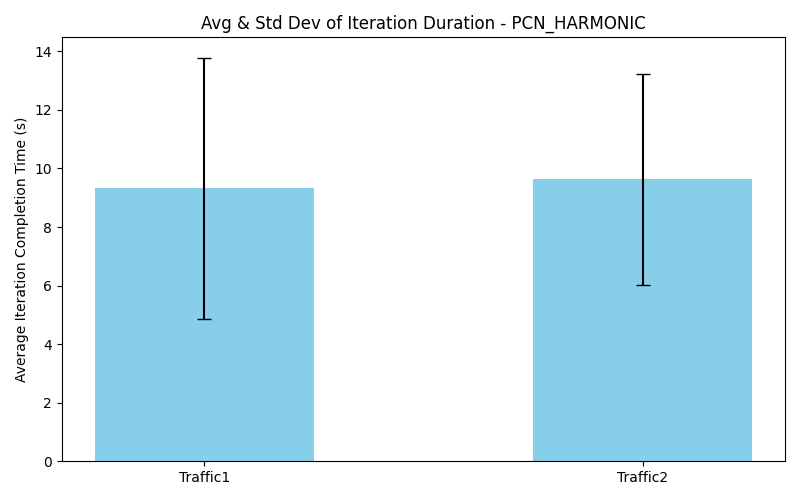 Avg & Std Dev of Iteration Duration - PCN_HARMONIC
Average Iteration Completion Time (s)
14
12
10
8
6
4
2
0
Traffic1
Traffic2